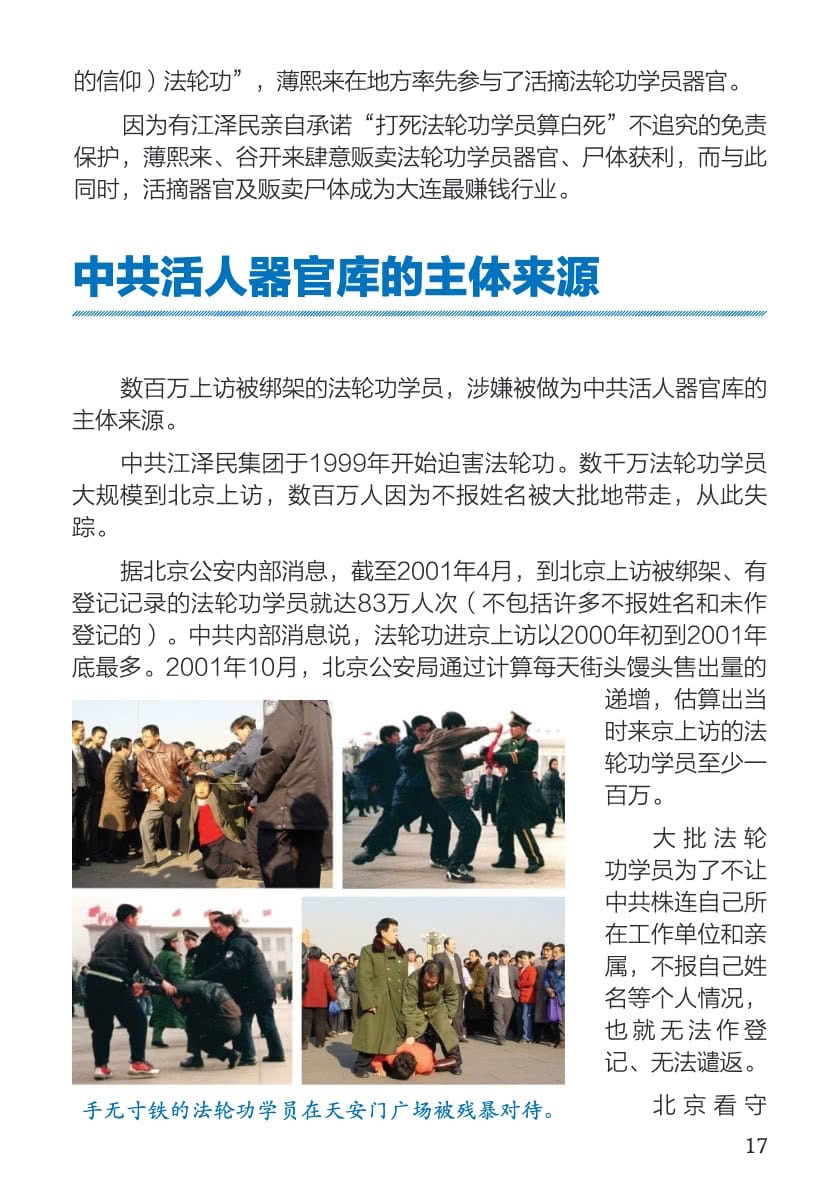 的信仰）法轮功”，薄熙来在地方率先参与了活摘法轮功学员器官。
因为有江泽民亲自承诺“打死法轮功学员算白死”不追究的免责
保护，薄熙来、谷开来肆意贩卖法轮功学员器官、尸体获利，而与此
同时，活摘器官及贩卖尸体成为大连最赚钱行业。
中共活人器官库的主体来源
数百万上访被绑架的法轮功学员，涉嫌被做为中共活人器官库的
主体来源。
中共江泽民集团于1999年开始迫害法轮功。数千万法轮功学员
大规模到北京上访，数百万人因为不报姓名被大批地带走，从此失
踪。
据北京公安内部消息，截至2001年4月，到北京上访被绑架、有
登记记录的法轮功学员就达83万人次（不包括许多不报姓名和未作
登记的）。中共内部消息说，法轮功进京上访以2000年初到2001年
底最多。2001年10月，北京公安局通过计算每天街头馒头售出量的
递增，估算出当
时来京上访的法
轮功学员至少一
百万。
大批法轮
功学员为了不让
中共株连自己所
在工作单位和亲
属，不报自己姓
名等个人情况，
也就无法作登
记、无法谴返。
北京看守
手无寸铁的法轮功学员在天安门广场被残暴对待。
17